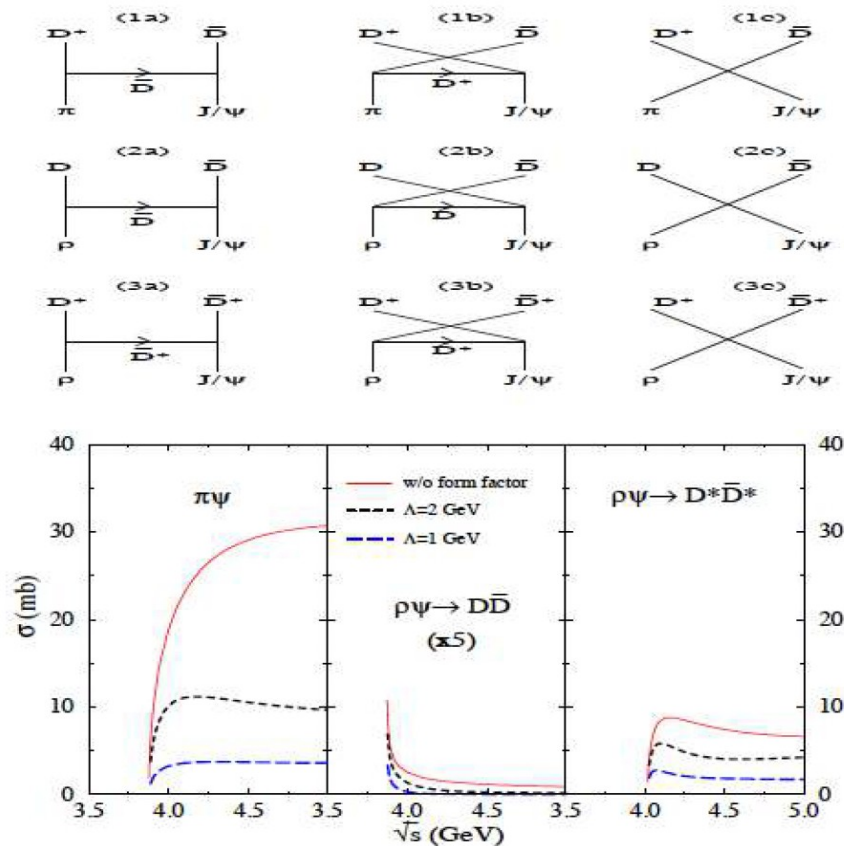 (1a) (1b) (1c)
D* D̄ D* D̄ D* D̄
D̄ D*
π J/ψ π J/ψ π J/ψ
(2a) (2b) (2c)
D D̄ D D̄ D D̄
D̄ D
ρ J/ψ ρ J/ψ ρ J/ψ
(3a) (3b) (3c)
D* D̄* D* D̄* D* D̄*
D̄* D*
ρ J/ψ ρ J/ψ ρ J/ψ
40 40
30 30
20 20
10 10
0 0
σ (mb)
πψ
w/o form factor
Λ=2 GeV
Λ=1 GeV
ρψ→ DD̄
(x5)
ρψ→ D*D̄*
3.5 4.0 4.5 3.5 4.0 4.5 3.5 4.0 4.5 5.0
√s (GeV)